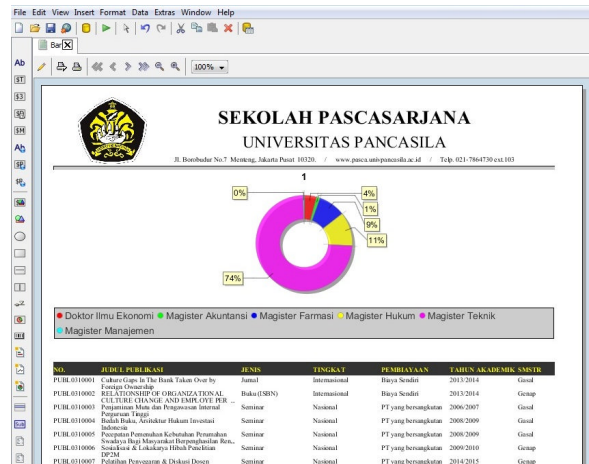 File Edit View Insert Format Data Extras Window Help
Bar
100%
SEKOLAH PASCASARJANA
UNIVERSITAS PANCASILA
Jl. Borobudur No.7 Menteng, Jakarta Pusat 10320. / www.pasca.univpancasila.ac.id / Telp. 021-7864730 ext.103
1
0%
4%
1%
9%
11%
74%
Doktor Ilmu Ekonomi Magister Akuntansi Magister Farmasi Magister Hukum Magister Teknik
Magister Manajemen
NO. JUDUL PUBLIKASI JENIS TINGKAT PEMBIAYAAN TAHUN AKADEMIK SMSTR
PUBL0310001 Culture Gaps In The Bank Taken Over by Foreign Ownership Jurnal Internasional Biaya Sendiri 2013/2014 Gasal
PUBL0310002 RELATIONSHIP OF ORGANIZATIONAL CULTURE CHANGE AND EMPLOYE PER ... Buku (ISBN) Internasional Biaya Sendiri 2013/2014 Genap
PUBL0310003 Penjaminan Mutu dan Pengawasan Internal Perguruan Tinggi Seminar Nasional PT yang bersangkutan 2006/2007 Gasal
PUBL0310004 Bedah Buku, Arsitektur Hukum Investasi Indonesia Seminar Nasional PT yang bersangkutan 2008/2009 Gasal
PUBL0310005 Percepatan Pemenuhan Kebutuhan Perumahan Swadaya Bagi Masyarakat Berpenghasilan Ren... Seminar Nasional PT yang bersangkutan 2008/2009 Gasal
PUBL0310006 Sosialisasi & Lokakarya Hibah Penelitian DP2M Seminar Nasional PT yang bersangkutan 2009/2010 Genap
PUBL0310007 Pelatihan Penyegaran & Diskusi Dosen Seminar Nasional PT yang bersangkutan 2014/2015 Genap